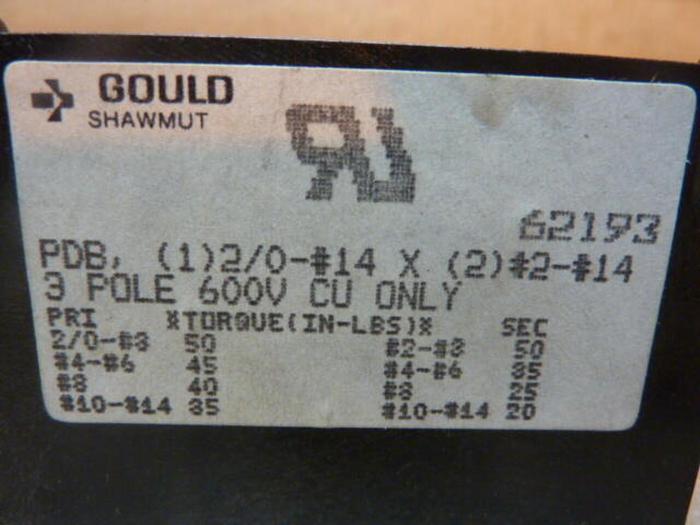 GOULD
SHAWMUT
62193
PDB, (1)2/0-#14 X (2)#2-#14
3 POLE 600V CU ONLY
PRI *TORQUE(IN-LBS)* SEC
2/0-#3 50 #2-#3 50
#4-#6 45 #4-#6 35
#8 40 #8 25
#10-#14 35 #10-#14 20